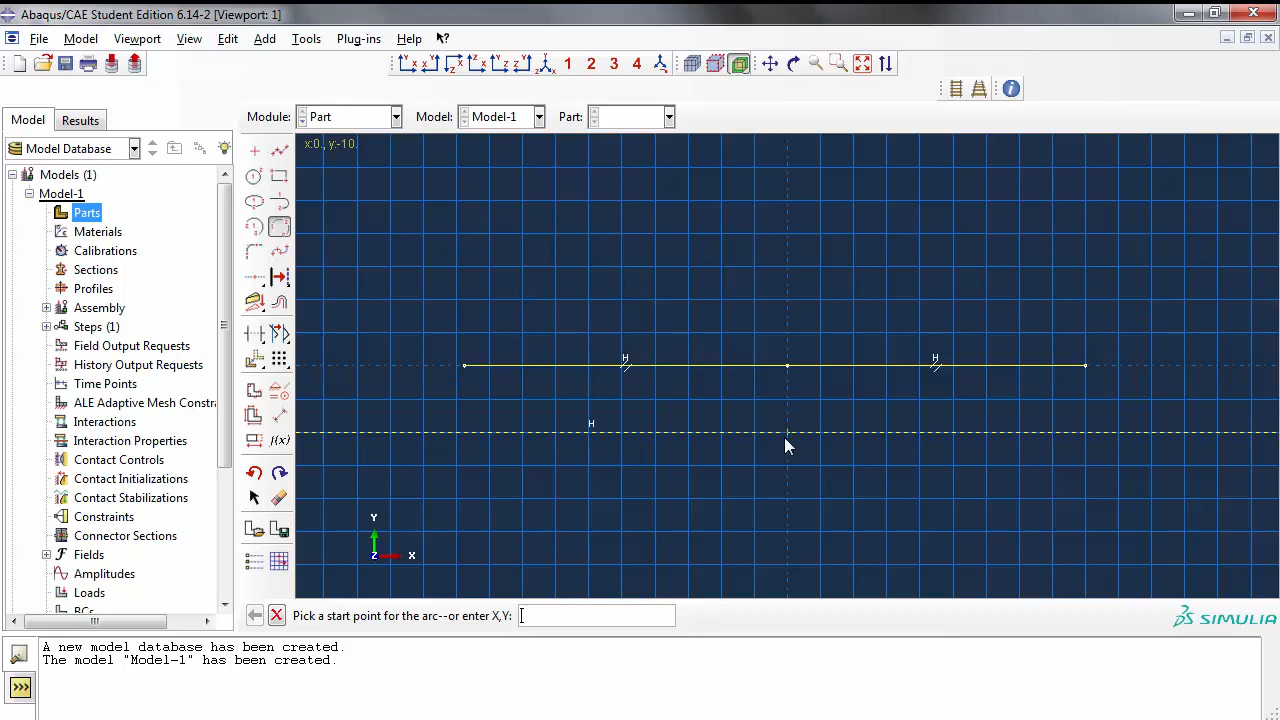 Abaqus/CAE Student Edition 6.14-2 [Viewport: 1]
File Model Viewport View Edit Add Tools Plug-ins Help
1 2 3 4
Model Results
Module: Part Model: Model-1 Part:
Model Database
x:0., y:-10.
Models (1)
Model-1
Parts
Materials
Calibrations
Sections
Profiles
Assembly
Steps (1)
Field Output Requests
History Output Requests
Time Points
ALE Adaptive Mesh Constra
Interactions
Interaction Properties
Contact Controls
Contact Initializations
Contact Stabilizations
Constraints
Connector Sections
Fields
Amplitudes
Loads
BCs
H H
H
Y
Z X
Pick a start point for the arc--or enter X,Y:
SIMULIA
A new model database has been created.
The model "Model-1" has been created.